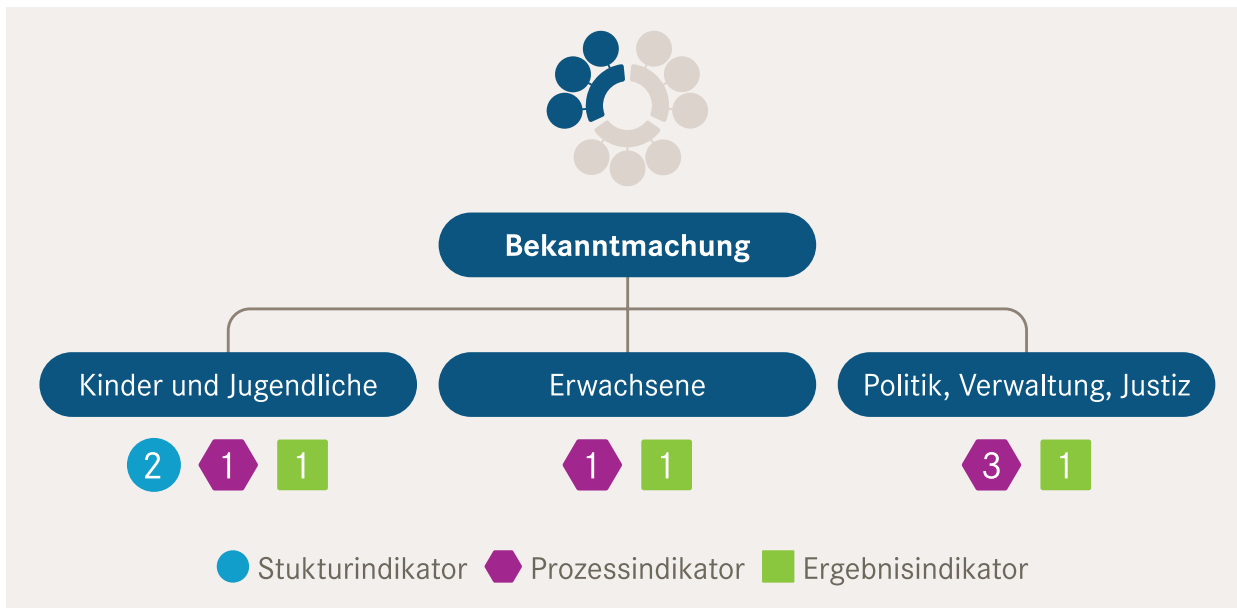 Bekanntmachung
Kinder und Jugendliche
Erwachsene
Politik, Verwaltung, Justiz
2 1 1
1 1
3 1
Stukturindikator Prozessindikator Ergebnisindikator